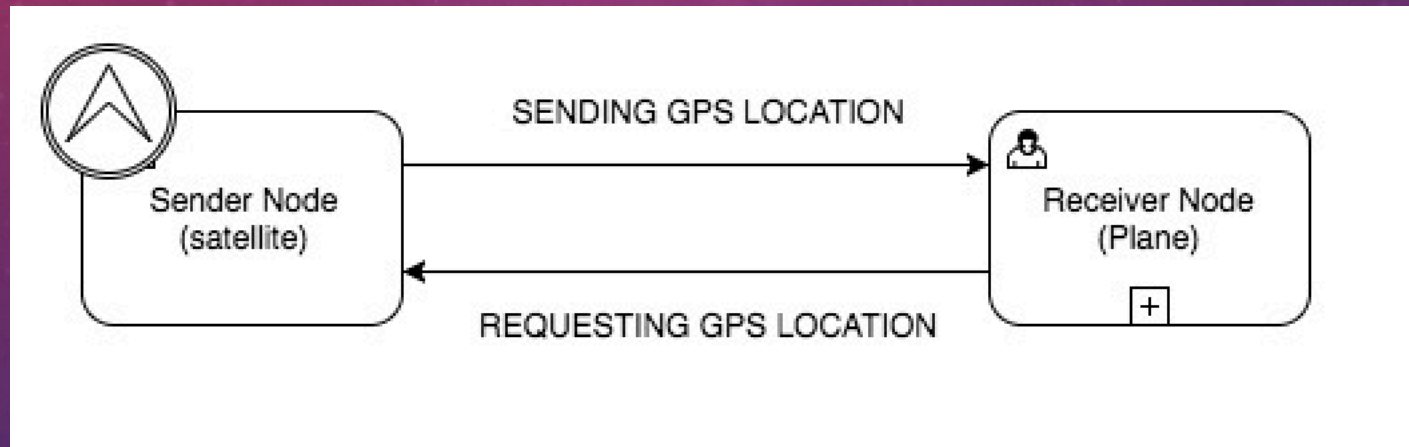 SENDING GPS LOCATION
Sender Node
(satellite)
Receiver Node
(Plane)
REQUESTING GPS LOCATION